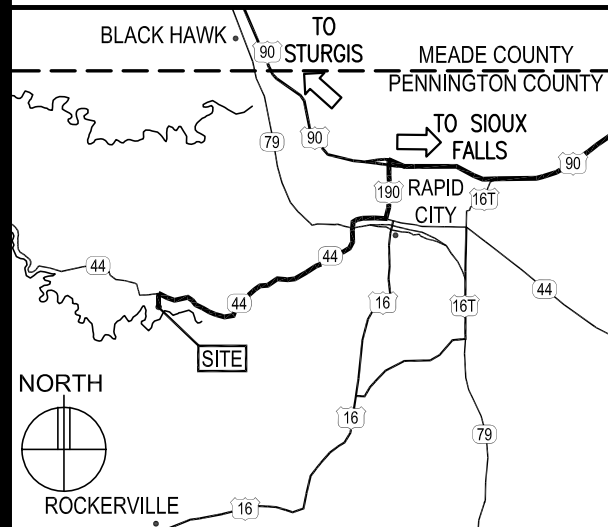 BLACK HAWK
TO
STURGIS
90
MEADE COUNTY
PENNINGTON COUNTY
79
90
TO SIOUX
FALLS
90
190
RAPID
CITY
16T
44
44
44
44
16
16T
SITE
NORTH
16
79
ROCKERVILLE
16